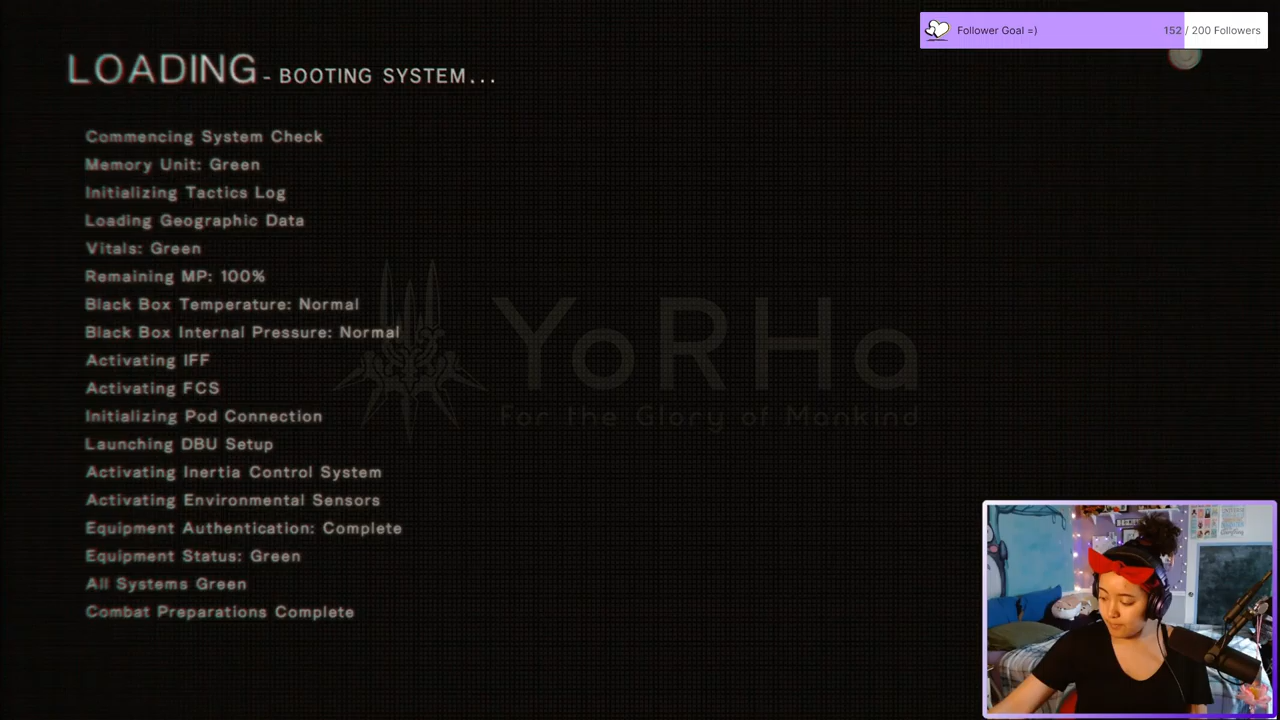 Follower Goal =)
152 / 200 Followers
LOADING - BOOTING SYSTEM...
Commencing System Check
Memory Unit: Green
Initializing Tactics Log
Loading Geographic Data
Vitals: Green
Remaining MP: 100%
Black Box Temperature: Normal
Black Box Internal Pressure: Normal
Activating IFF
Activating FCS
Initializing Pod Connection
Launching DBU Setup
Activating Inertia Control System
Activating Environmental Sensors
Equipment Authentication: Complete
Equipment Status: Green
All Systems Green
Combat Preparations Complete
YoRHa
For the Glory of Mankind